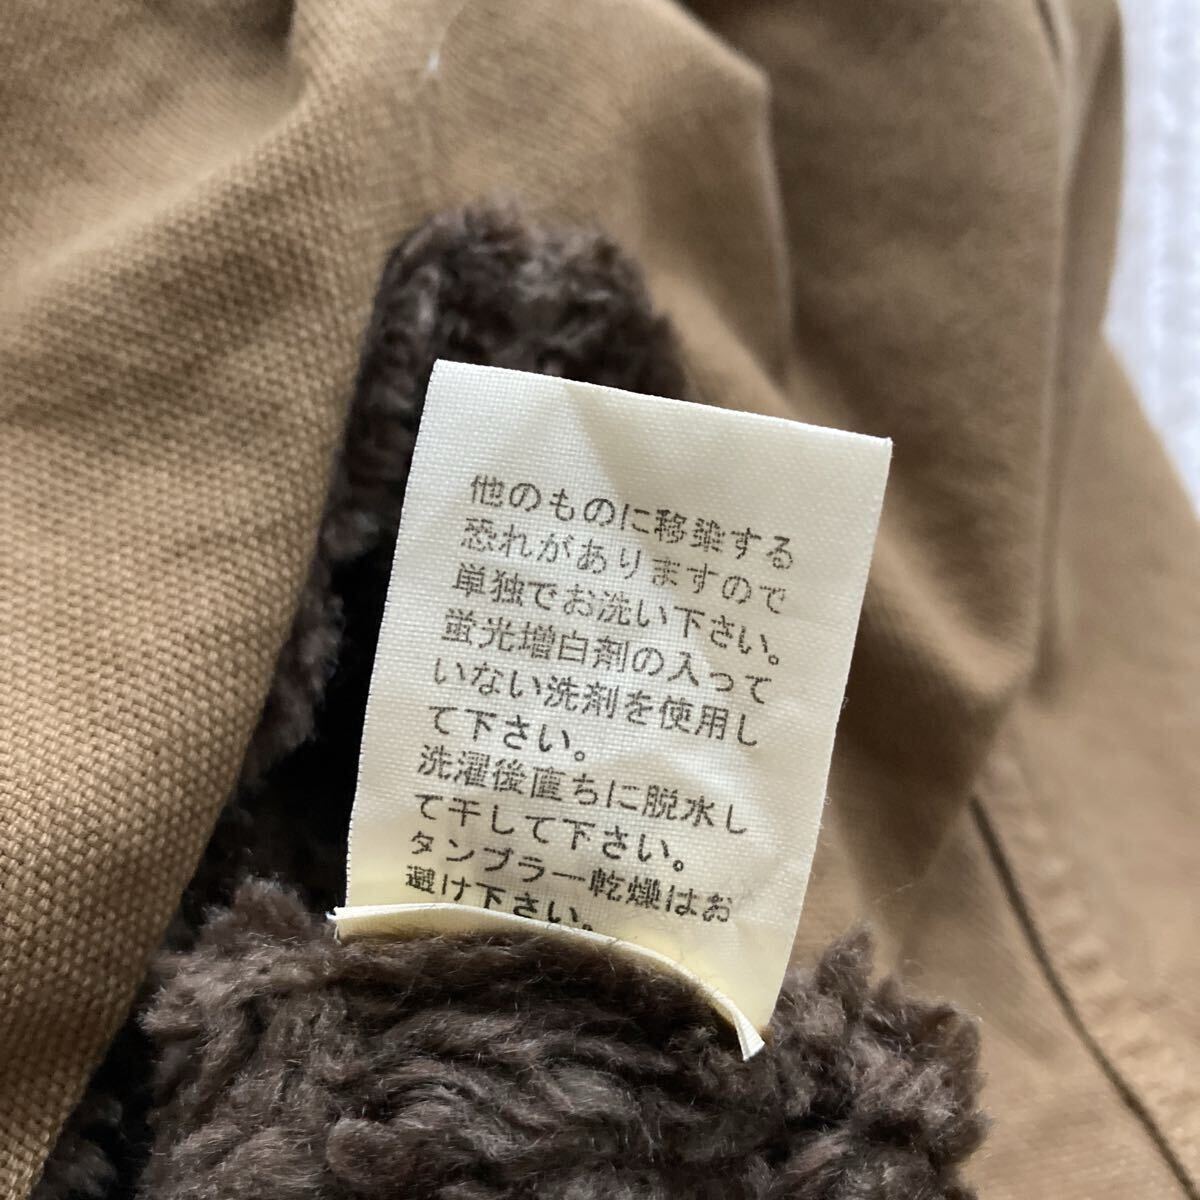 他のものに移染する
恐れがありますので
単独でお洗い下さい。
蛍光増白剤の入って
いない洗剤を使用し
て下さい。
洗濯後直ちに脱水し
て干して下さい。
タンブラー乾燥はお
避け下さい。